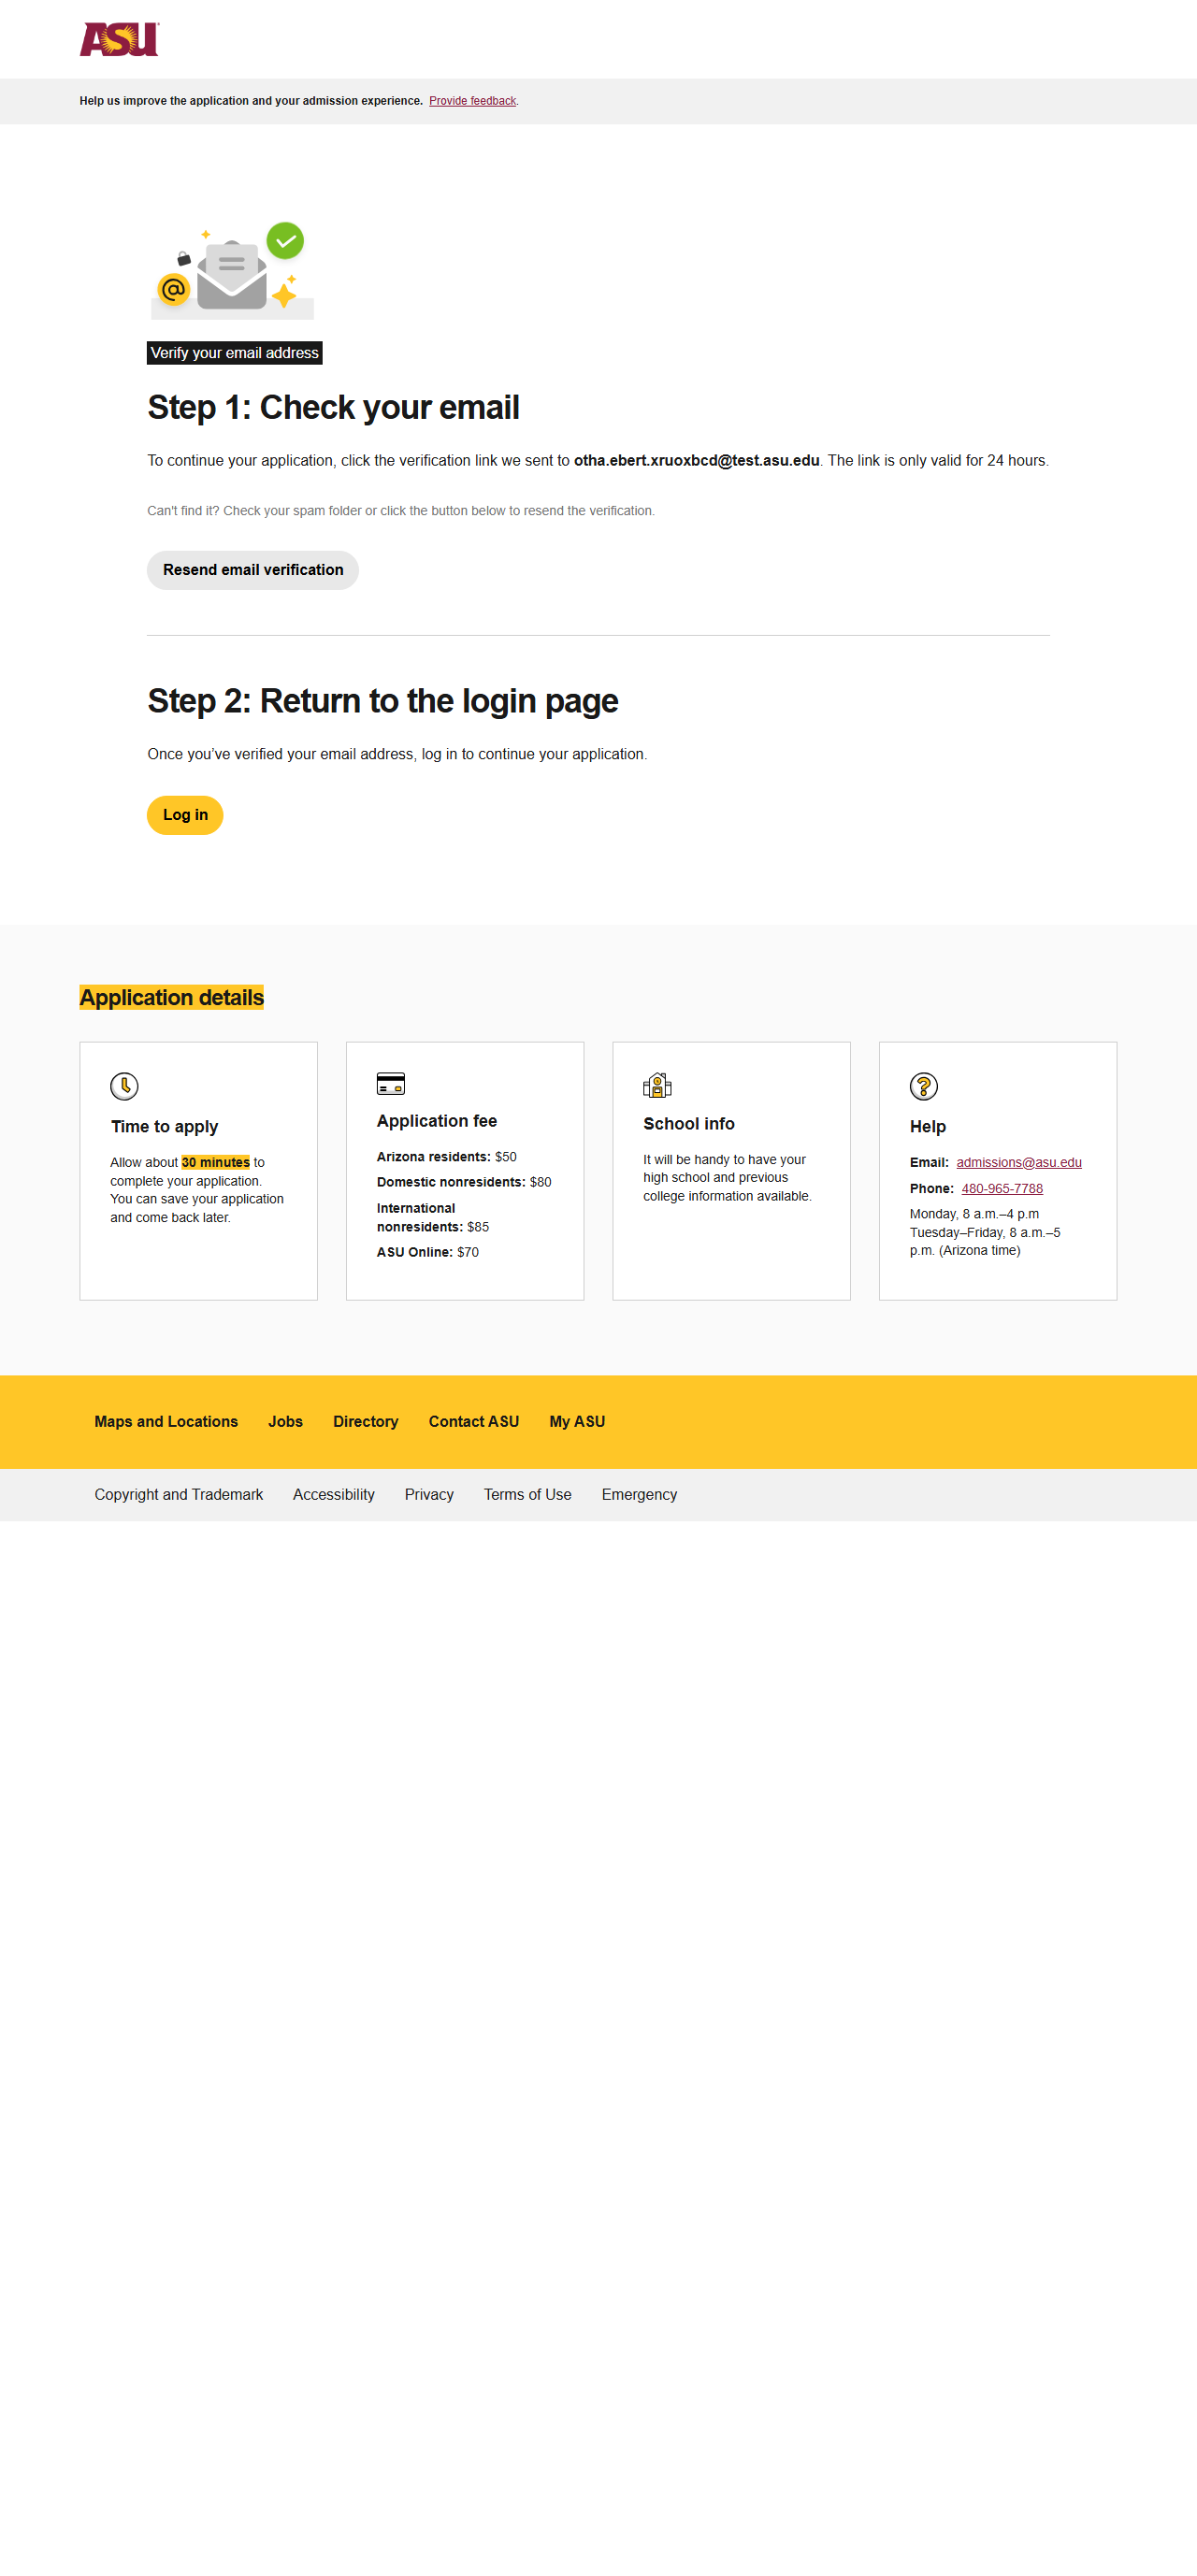 ASU
Help us improve the application and your admission experience. Provide feedback.
@
Verify your email address
Step 1: Check your email
To continue your application, click the verification link we sent to otha.ebert.xruoxbcd@test.asu.edu. The link is only valid for 24 hours.
Can't find it? Check your spam folder or click the button below to resend the verification.
Resend email verification
Step 2: Return to the login page
Once you’ve verified your email address, log in to continue your application.
Log in
Application details
Time to apply
Allow about 30 minutes to
complete your application.
You can save your application
and come back later.
Application fee
Arizona residents: $50
Domestic nonresidents: $80
International
nonresidents: $85
ASU Online: $70
School info
It will be handy to have your
high school and previous
college information available.
?
Help
Email: admissions@asu.edu
Phone: 480-965-7788
Monday, 8 a.m.–4 p.m
Tuesday–Friday, 8 a.m.–5
p.m. (Arizona time)
Maps and Locations Jobs Directory Contact ASU My ASU
Copyright and Trademark Accessibility Privacy Terms of Use Emergency